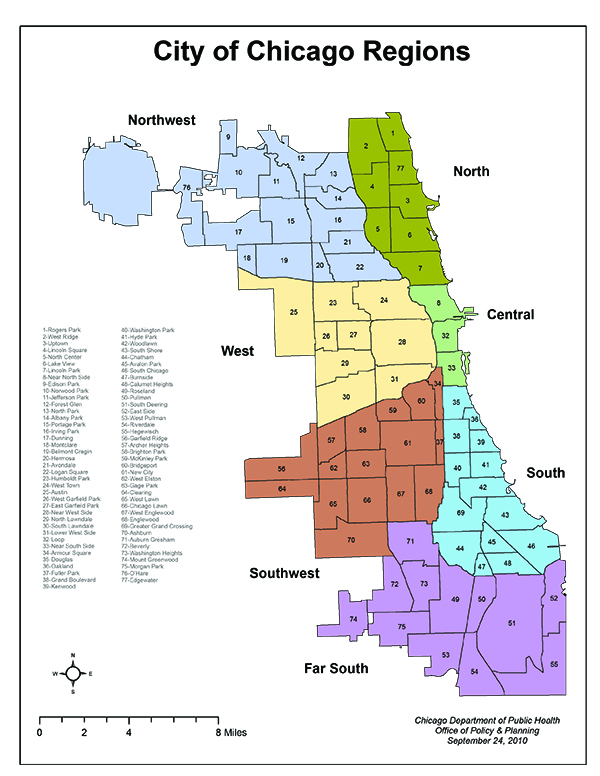 City of Chicago Regions
Northwest
North
Central
West
South
Southwest
Far South
9
1
12
2
10
13
77
11
76
4
14
3
15
16
17
5
6
21
18
19
20
22
7
25
23
24
8
26
27
28
32
29
33
31
34
30
60
35
59
36
57
58
61
37
38
39
56
62
63
40
41
64
42
65
66
67
68
69
43
70
71
44
45
46
47
48
72
73
52
49
50
74
51
75
53
54
55
1-Rogers Park
2-West Ridge
3-Uptown
4-Lincoln Square
5-North Center
6-Lake View
7-Lincoln Park
8-Near North Side
9-Edison Park
10-Norwood Park
11-Jefferson Park
12-Forest Glen
13-North Park
14-Albany Park
15-Portage Park
16-Irving Park
17-Dunning
18-Montclare
19-Belmont Cragin
20-Hermosa
21-Avondale
22-Logan Square
23-Humboldt Park
24-West Town
25-Austin
26-West Garfield Park
27-East Garfield Park
28-Near West Side
29 North Lawndale
30-South Lawndale
31-Lower West Side
32 Loop
33-Near South Side
34-Armour Square
35 Douglas
36-Oakland
37-Fuller Park
38-Grand Boulevard
39-Kenwood
40-Washington Park
41-Hyde Park
42-Woodlawn
43-South Shore
44-Chatham
45-Avalon Park
46-South Chicago
47-Burnside
48-Calumet Heights
49-Roseland
50-Pullman
51-South Deering
52-East Side
53-West Pullman
54-Riverdale
55-Hegewisch
56-Garfield Ridge
57-Archer Heights
58-Brighton Park
59-McKinley Park
60-Bridgeport
61-New City
62-West Elston
63-Gage Park
64-Clearing
65-West Lawn
66-Chicago Lawn
67-West Englewood
68-Englewood
69-Greater Grand Crossing
70-Ashburn
71-Auburn Gresham
72-Beverly
73-Washington Heights
74-Mount Greenwood
75-Morgan Park
76-O'Hare
77-Edgewater
N
W E
S
0 2 4 8 Miles
Chicago Department of Public Health
Office of Policy & Planning
September 24, 2010